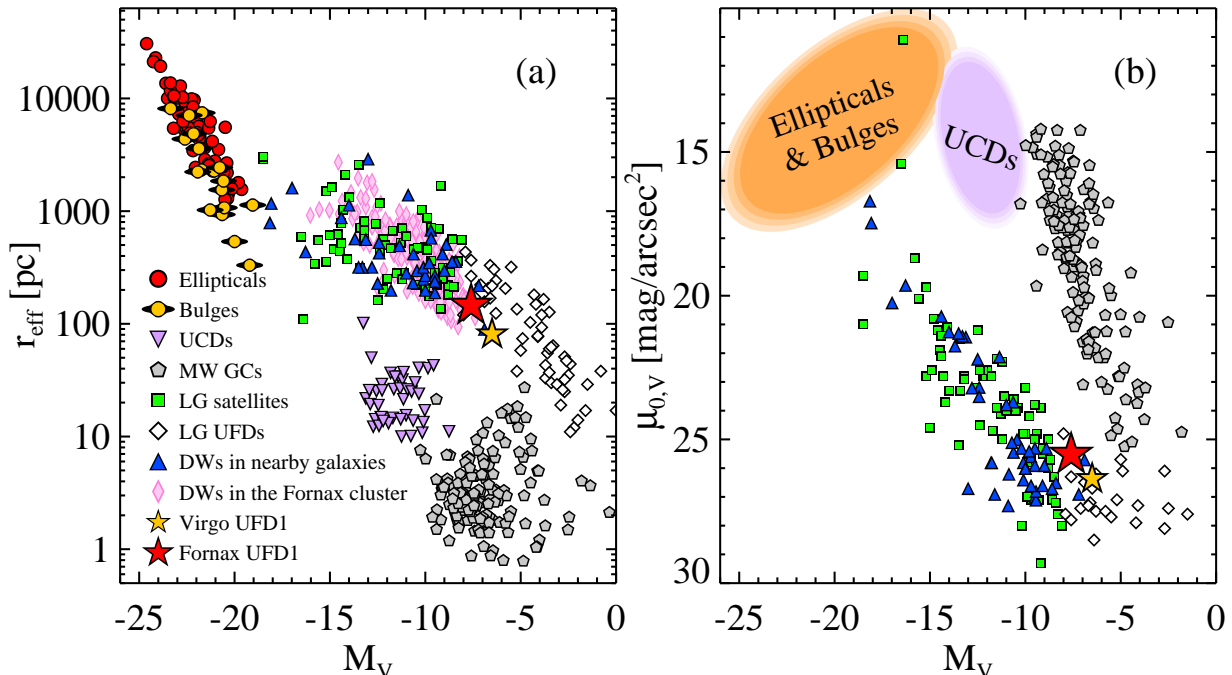 (a)
10000
1000
100
10
1
r_eff [pc]
Ellipticals
Bulges
UCDs
MW GCs
LG satellites
LG UFDs
DWs in nearby galaxies
DWs in the Fornax cluster
Virgo UFD1
Fornax UFD1
-25 -20 -15 -10 -5 0
M_V
(b)
10
15
20
25
30
μ_0,V [mag/arcsec²]
Ellipticals
& Bulges
UCDs
-25 -20 -15 -10 -5 0
M_V